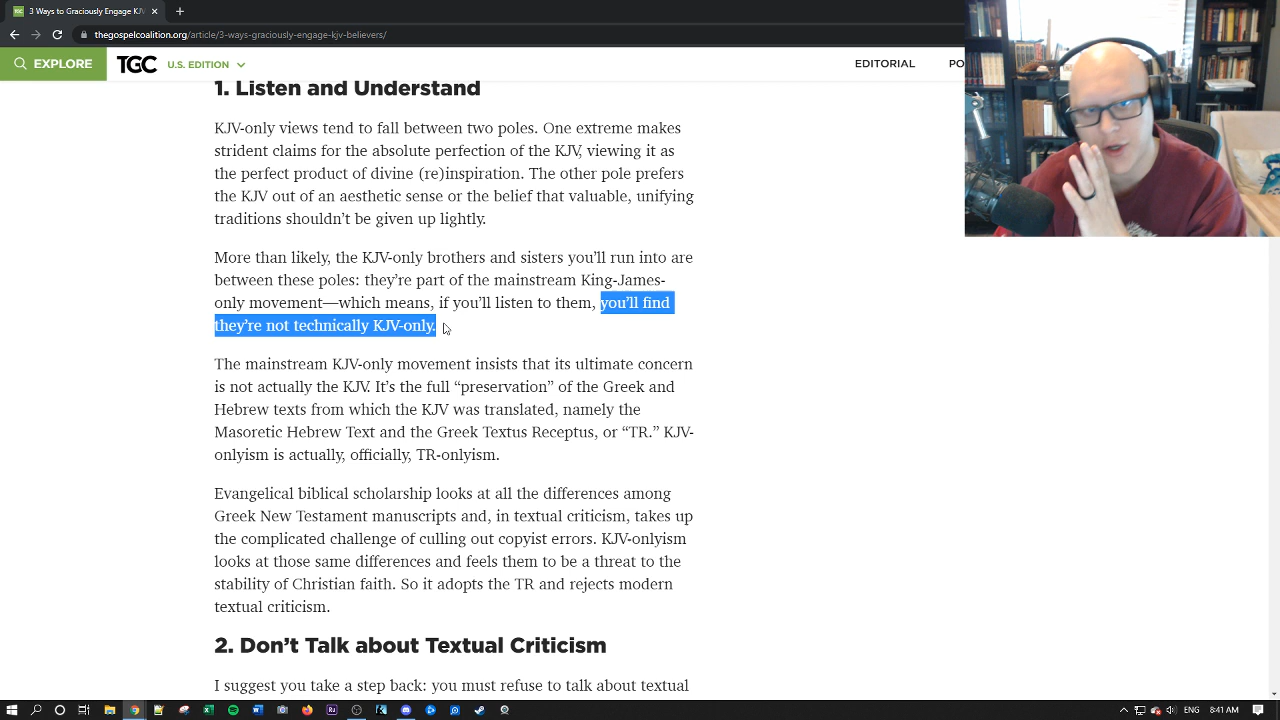 3 Ways to Graciously Engage KJV
thegospelcoalition.org/article/3-ways-graciously-engage-kjv-believers/
EXPLORE TGC U.S. EDITION EDITORIAL PO
1. Listen and Understand
KJV-only views tend to fall between two poles. One extreme makes
strident claims for the absolute perfection of the KJV, viewing it as
the perfect product of divine (re)inspiration. The other pole prefers
the KJV out of an aesthetic sense or the belief that valuable, unifying
traditions shouldn’t be given up lightly.
More than likely, the KJV-only brothers and sisters you’ll run into are
between these poles: they’re part of the mainstream King-James-
only movement—which means, if you’ll listen to them, you’ll find
they’re not technically KJV-only.
The mainstream KJV-only movement insists that its ultimate concern
is not actually the KJV. It’s the full “preservation” of the Greek and
Hebrew texts from which the KJV was translated, namely the
Masoretic Hebrew Text and the Greek Textus Receptus, or “TR.” KJV-
onlyism is actually, officially, TR-onlyism.
Evangelical biblical scholarship looks at all the differences among
Greek New Testament manuscripts and, in textual criticism, takes up
the complicated challenge of culling out copyist errors. KJV-onlyism
looks at those same differences and feels them to be a threat to the
stability of Christian faith. So it adopts the TR and rejects modern
textual criticism.
2. Don’t Talk about Textual Criticism
I suggest you take a step back: you must refuse to talk about textual
ENG 8:41 AM